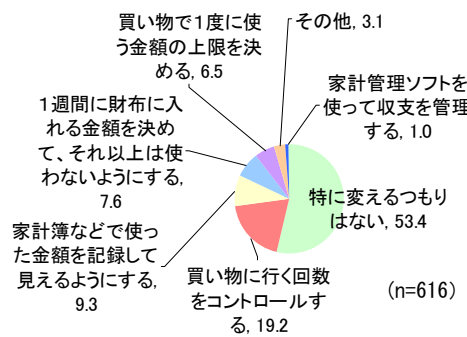 買い物で1度に使
う金額の上限を決
める, 6.5
その他, 3.1
家計管理ソフトを
使って収支を管理
する, 1.0
1週間に財布に入
れる金額を決め
て、それ以上は使
わないようにする,
7.6
特に変えるつもり
はない, 53.4
家計簿などで使っ
た金額を記録して
見えるようにする,
9.3
買い物に行く回数
をコントロールす
る, 19.2
(n=616)